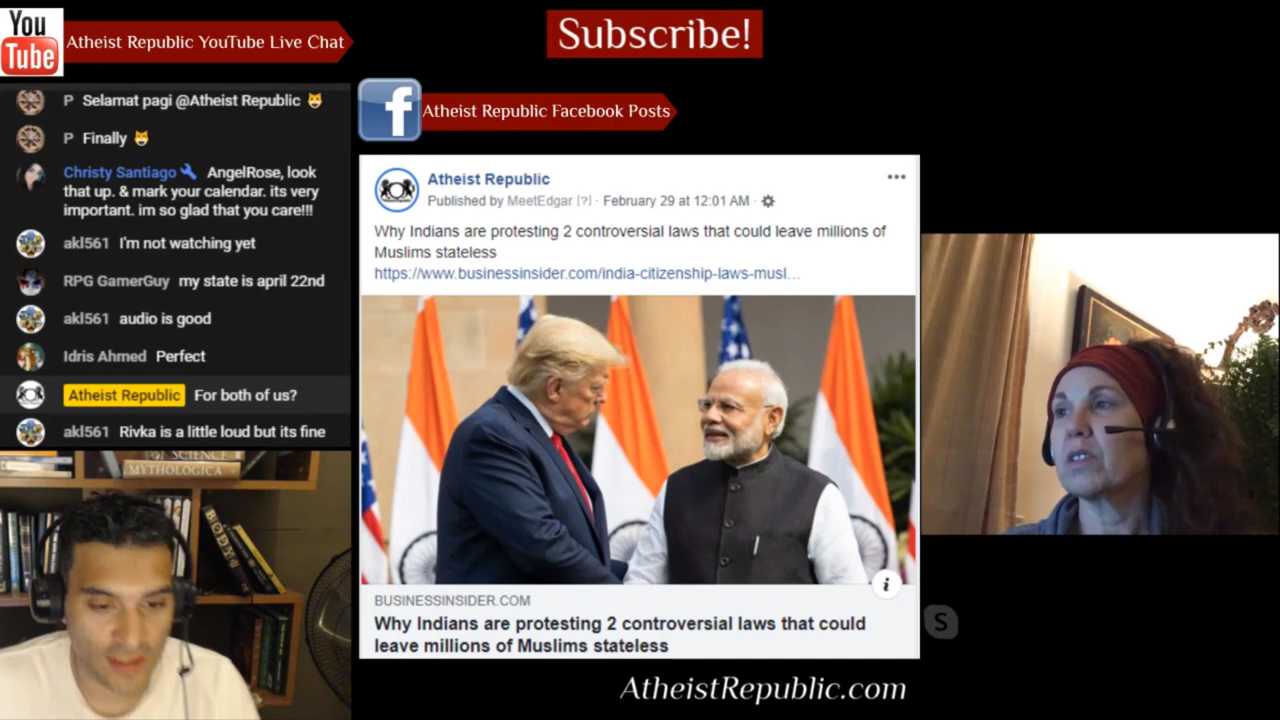 You
Tube
Atheist Republic YouTube Live Chat
Subscribe!
P Selamat pagi @Atheist Republic 😸
P Finally 😸
Christy Santiago AngelRose, look
that up. & mark your calendar. its very
important. im so glad that you care!!!
akl561 I'm not watching yet
RPG GamerGuy my state is april 22nd
akl561 audio is good
Idris Ahmed Perfect
Atheist Republic For both of us?
akl561 Rivka is a little loud but its fine
f
Atheist Republic Facebook Posts
Atheist Republic
Published by MeetEdgar [?] · February 29 at 12:01 AM ·
Why Indians are protesting 2 controversial laws that could leave millions of
Muslims stateless
https://www.businessinsider.com/india-citizenship-laws-musl...
i
BUSINESSINSIDER.COM
Why Indians are protesting 2 controversial laws that could
leave millions of Muslims stateless
S
AtheistRepublic.com
SCIENCE
MYTHOLOGICA